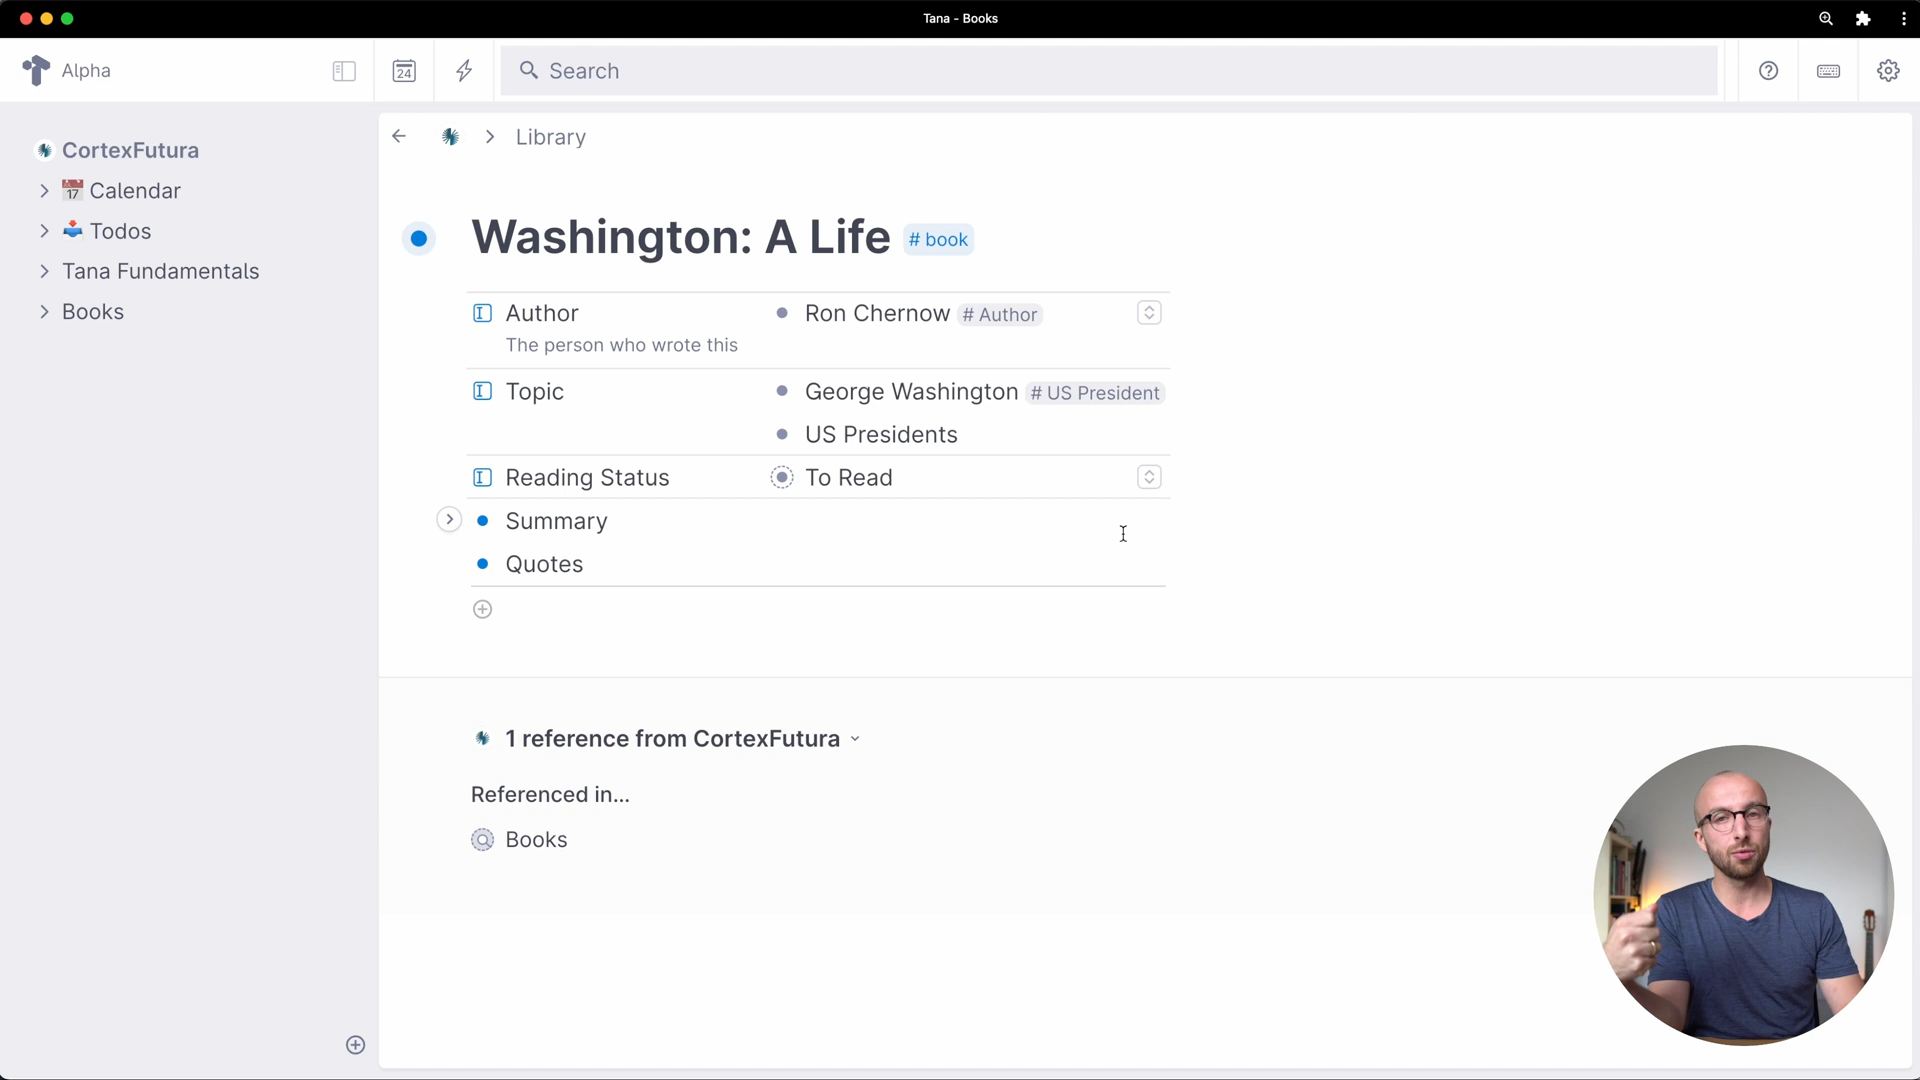 Tana - Books
Alpha
24
Search
CortexFutura
17 Calendar
Todos
Tana Fundamentals
Books
Library
Washington: A Life # book
Author
Ron Chernow # Author
The person who wrote this
Topic
George Washington # US President
US Presidents
Reading Status
To Read
Summary
Quotes
1 reference from CortexFutura
Referenced in...
Books